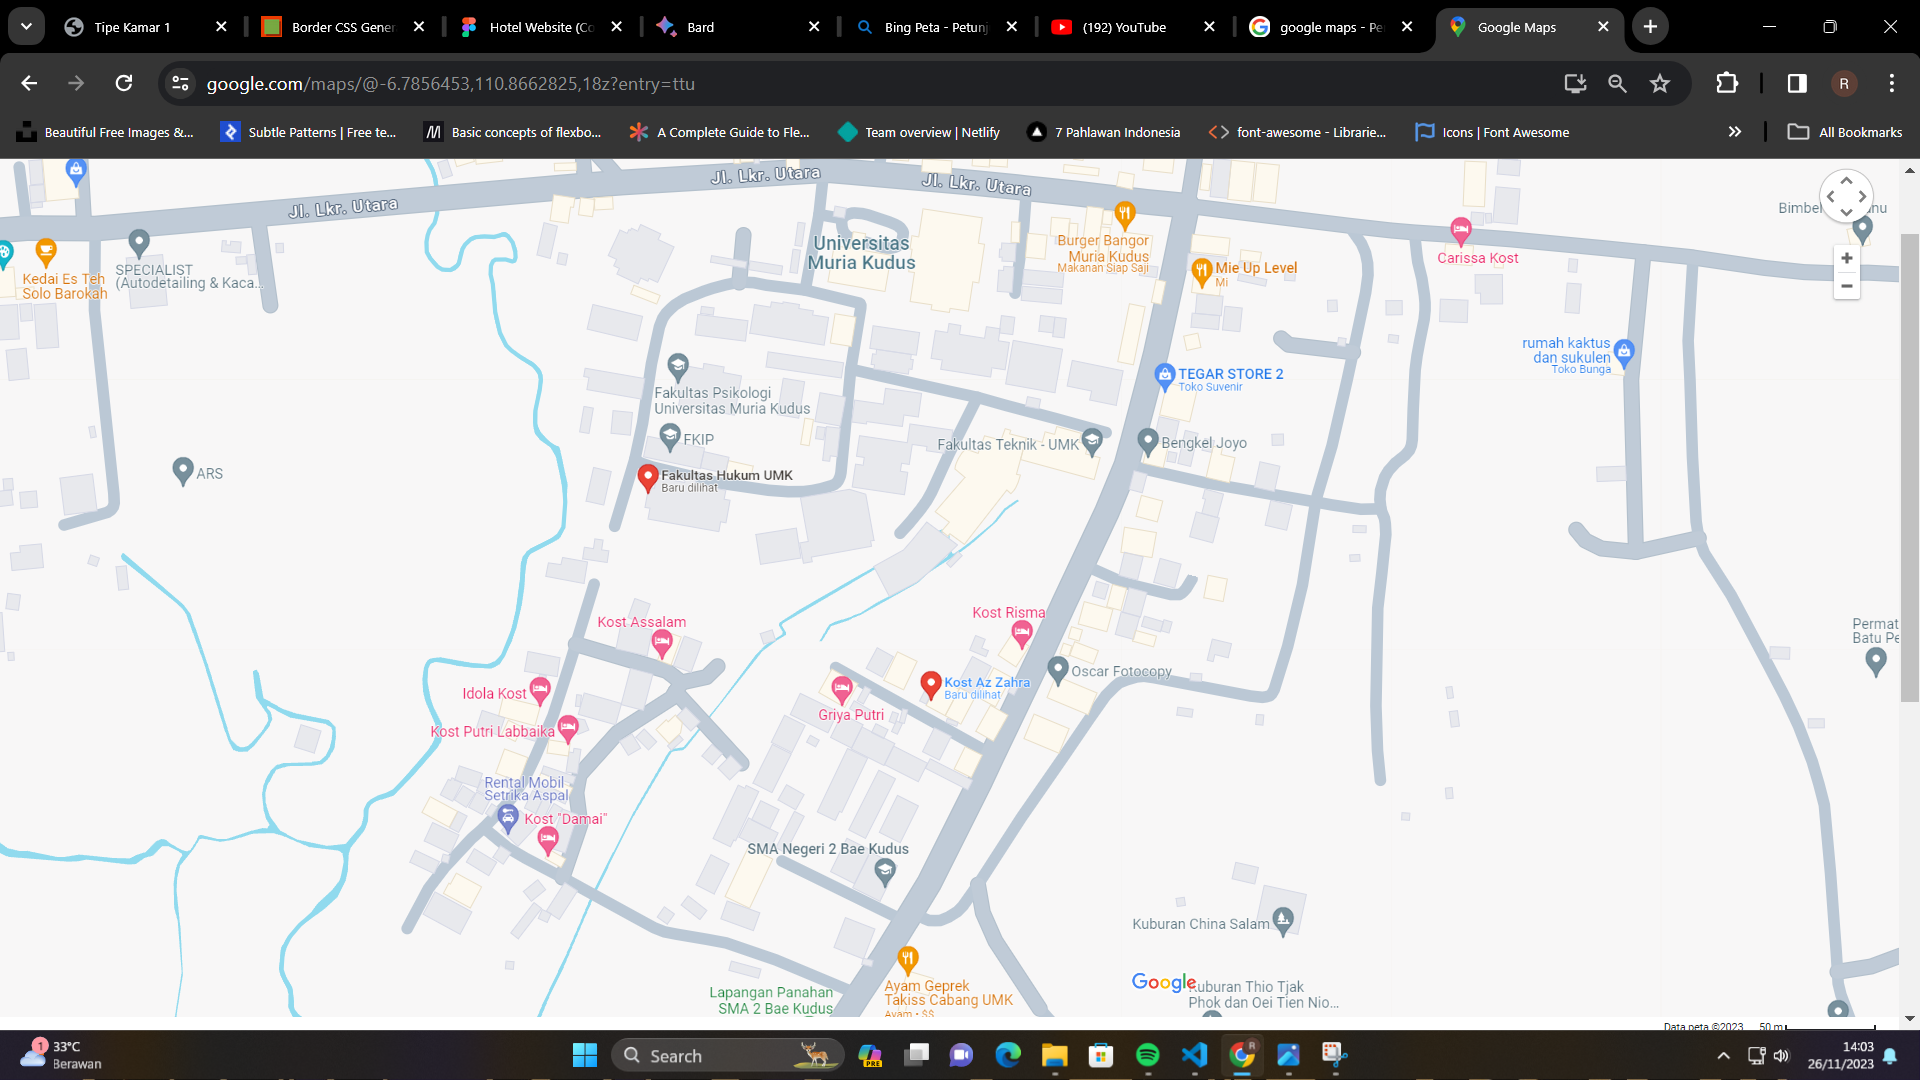 Tipe Kamar 1
Border CSS Gener
Hotel Website (Co
Bard
Bing Peta - Petunj
(192) YouTube
google maps - Pe
Google Maps
google.com/maps/@-6.7856453,110.8662825,18z?entry=ttu
R
Beautiful Free Images &...
Subtle Patterns | Free te...
Basic concepts of flexbo...
A Complete Guide to Fle...
Team overview | Netlify
7 Pahlawan Indonesia
font-awesome - Librarie...
Icons | Font Awesome
All Bookmarks
Jl. Lkr. Utara
Jl. Lkr. Utara
Jl. Lkr. Utara
Kedai Es Teh
Solo Barokah
SPECIALIST
(Autodetailing & Kaca...
Universitas
Muria Kudus
Burger Bangor
Muria Kudus
Makanan Siap Saji
Mie Up Level
Mi
Carissa Kost
rumah kaktus
dan sukulen
Toko Bunga
TEGAR STORE 2
Toko Suvenir
Fakultas Psikologi
Universitas Muria Kudus
FKIP
Fakultas Teknik - UMK
Bengkel Joyo
ARS
Fakultas Hukum UMK
Baru dilihat
Kost Assalam
Kost Risma
Permat
Batu Pe
Idola Kost
Kost Az Zahra
Baru dilihat
Oscar Fotocopy
Griya Putri
Kost Putri Labbaika
Rental Mobil
Setrika Aspal
Kost "Damai"
SMA Negeri 2 Bae Kudus
Kuburan China Salam
Ayam Geprek
Takiss Cabang UMK
Ayam • $$
Lapangan Panahan
SMA 2 Bae Kudus
Google
Kuburan Thio Tjak
Phok dan Oei Tien Nio...
Data peta ©2023
50 m
1
33°C
Berawan
Search
PRE
R
14:03
26/11/2023